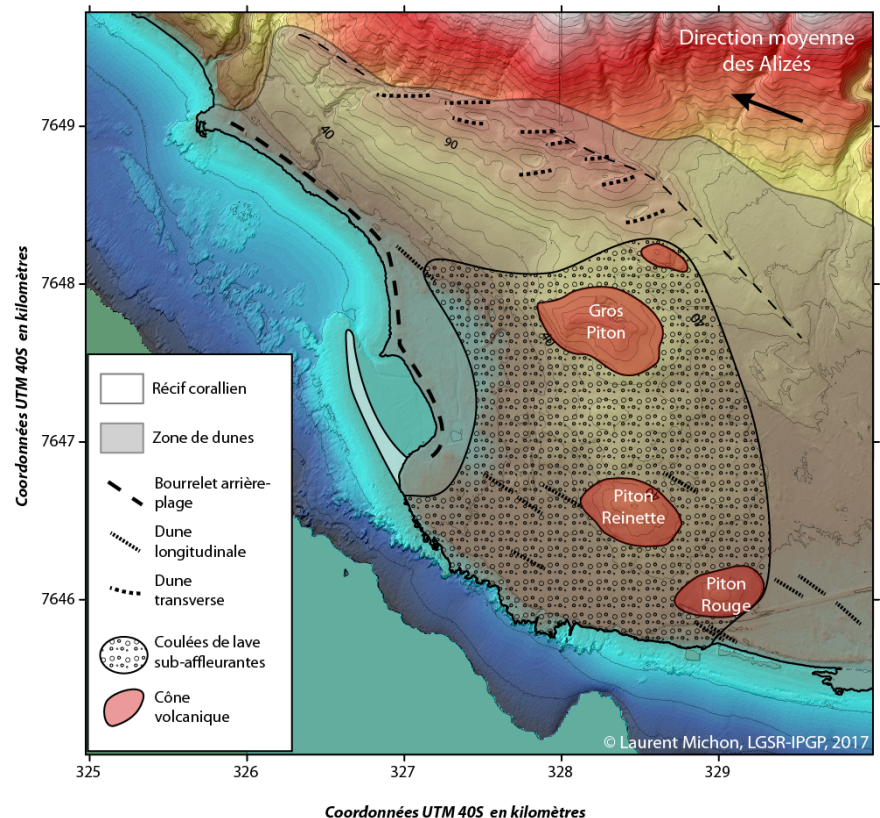 Direction moyenne
des Alizés
40
90
Gros
Piton
Piton
Reinette
Piton
Rouge
Récif corallien
Zone de dunes
Bourrelet arrière-
plage
Dune
longitudinale
Dune
transverse
Coulées de lave
sub-affleurantes
Cône
volcanique
© Laurent Michon, LGSR-IPGP, 2017
7649
7648
7647
7646
Coordonnées UTM 40S en kilomètres
325
326
327
328
329
Coordonnées UTM 40S en kilomètres